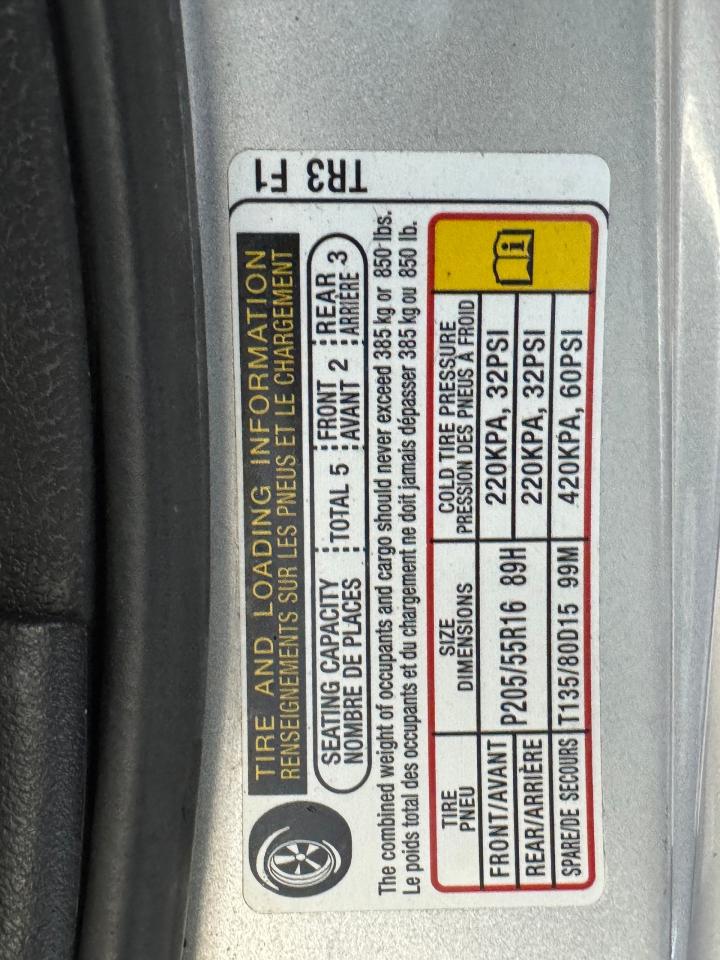 TIRE AND LOADING INFORMATION
RENSEIGNEMENTS SUR LES PNEUS ET LE CHARGEMENT
SEATING CAPACITY TOTAL 5 FRONT 2 REAR 3
NOMBRE DE PLACES AVANT ARRIÈRE
The combined weight of occupants and cargo should never exceed 385 kg or 850 lbs.
Le poids total des occupants et du chargement ne doit jamais dépasser 385 kg ou 850 lb.
TIRE SIZE COLD TIRE PRESSURE
PNEU DIMENSIONS PRESSION DES PNEUS À FROID
FRONT/AVANT P205/55R16 89H 220KPA, 32PSI
REAR/ARRIÈRE 220KPA, 32PSI
SPARE/DE SECOURS T135/80D15 99M 420KPA, 60PSI
TR3 F1